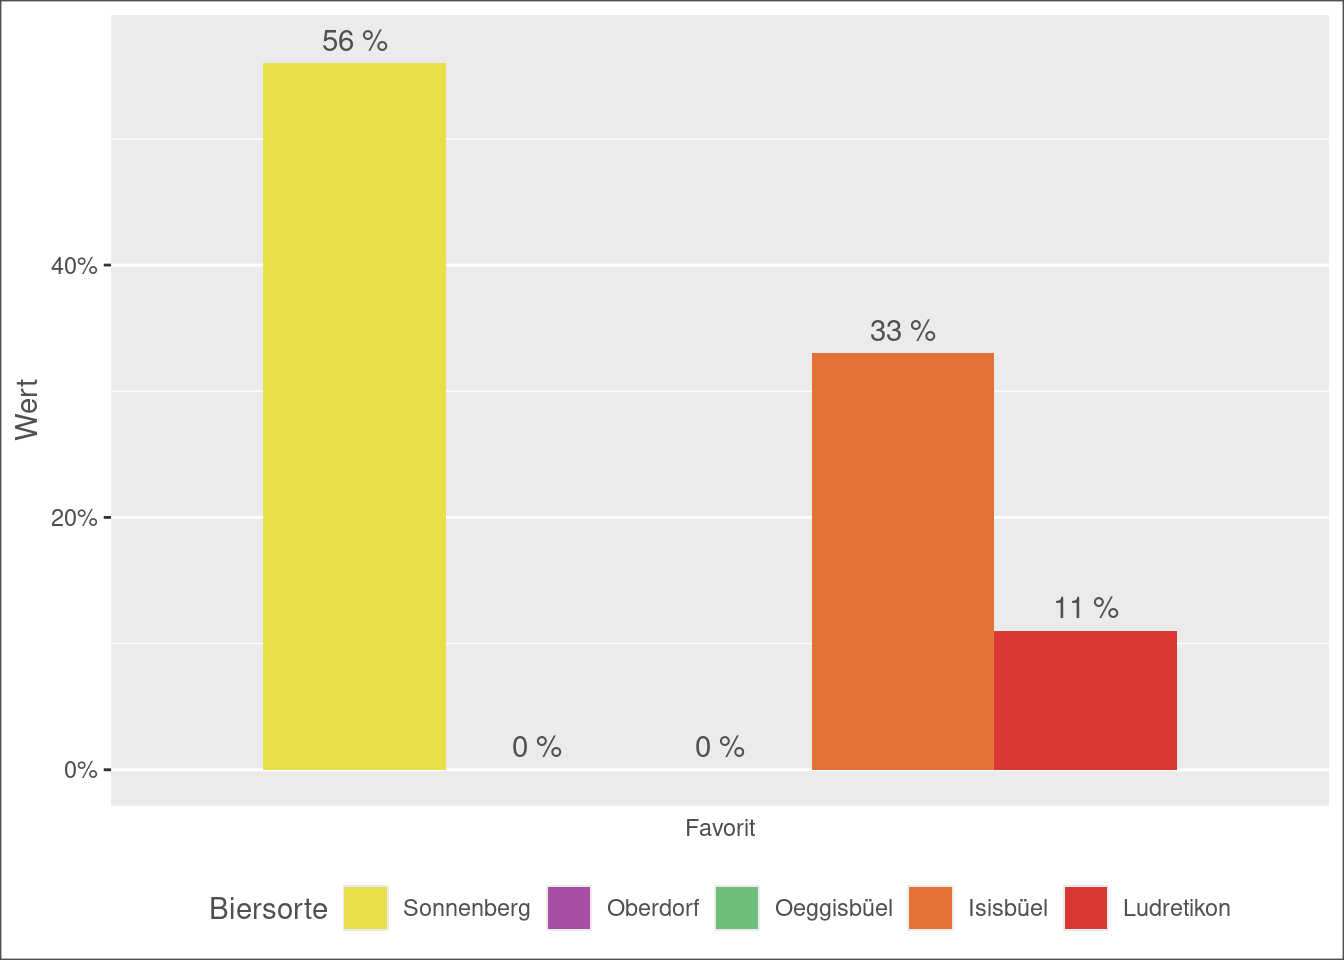 56 %
40%
33 %
Wert
20%
11 %
0 %
0 %
0%
Favorit
Biersorte Sonnenberg Oberdorf Oeggisbüel Isisbüel Ludretikon